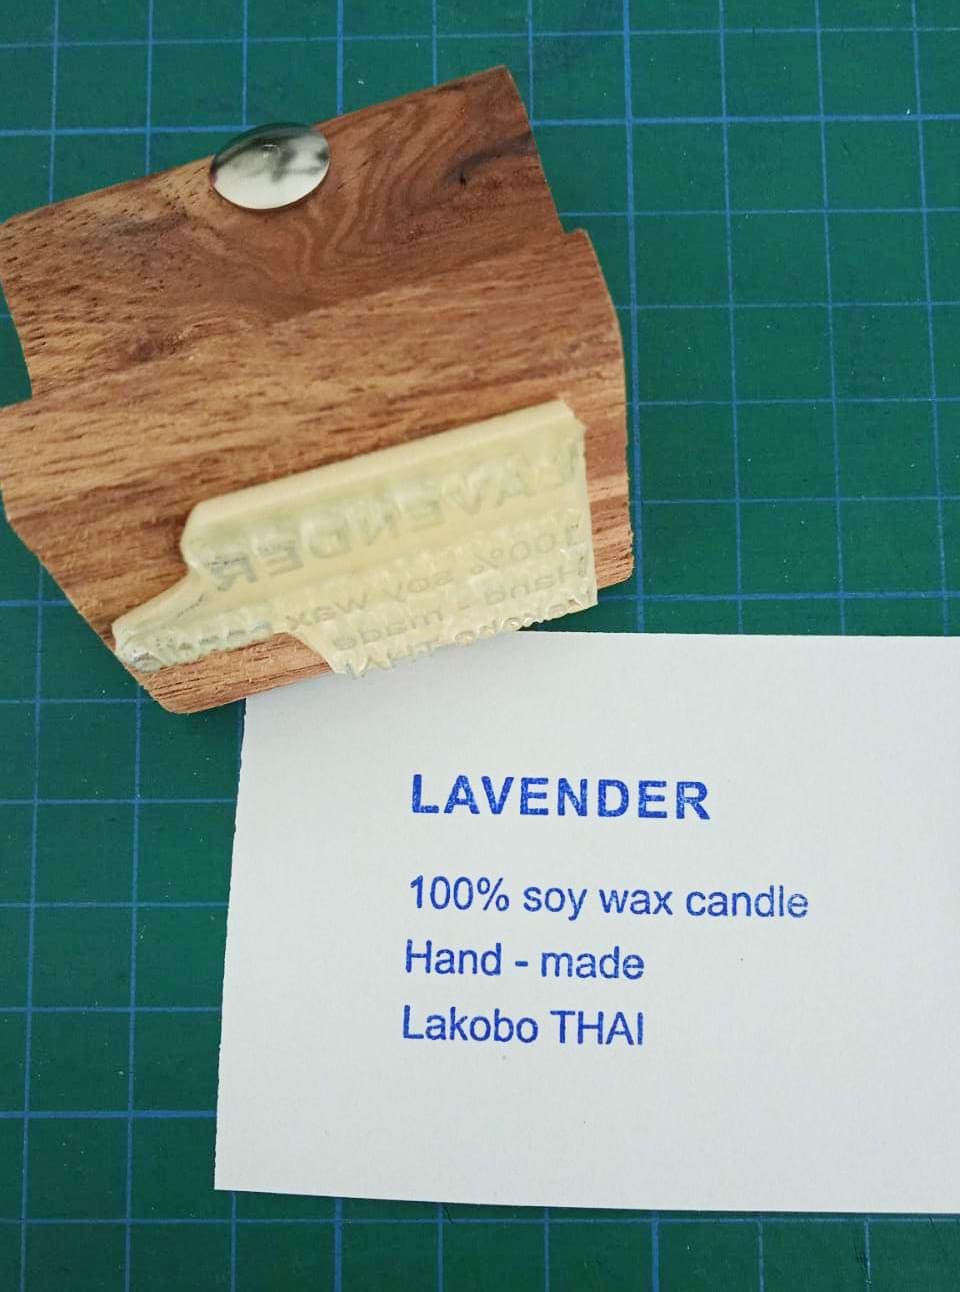 LAVENDER
100% soy wax candle
Hand - made
Lakobo THAI